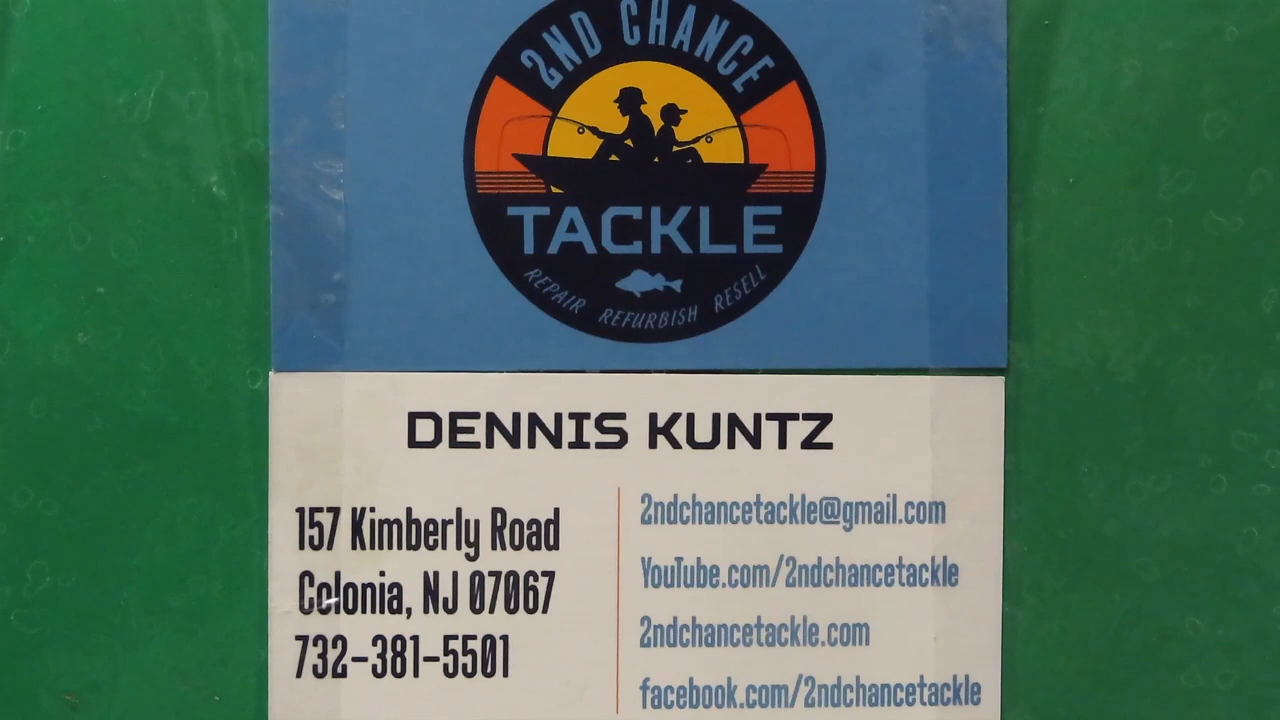 2ND CHANCE
TACKLE
REPAIR REFURBISH RESELL
DENNIS KUNTZ
157 Kimberly Road
Colonia, NJ 07067
732-381-5501
2ndchancetackle@gmail.com
YouTube.com/2ndchancetackle
2ndchancetackle.com
facebook.com/2ndchancetackle